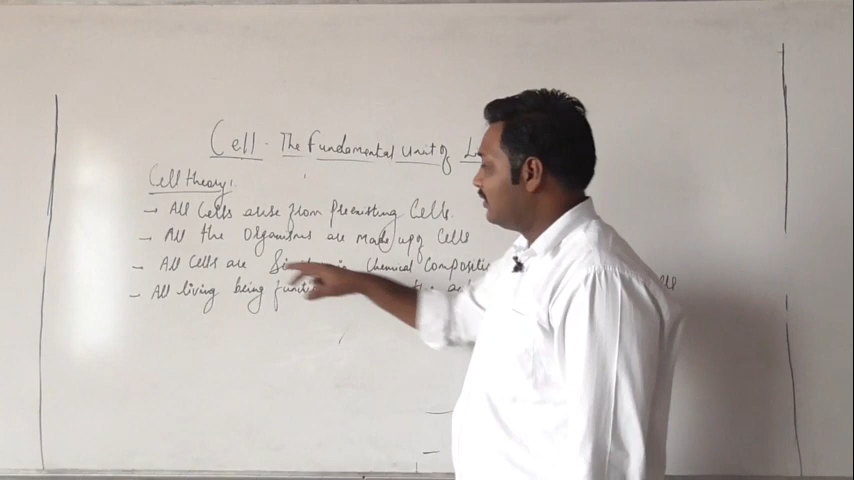 Cell - The Fundamental Unit of
Cell theory:
→ All Cells arise from Preexisting Cells.
→ All the Organisms are Made up of Cells
→ All Cells are in Chemical
→ All living being